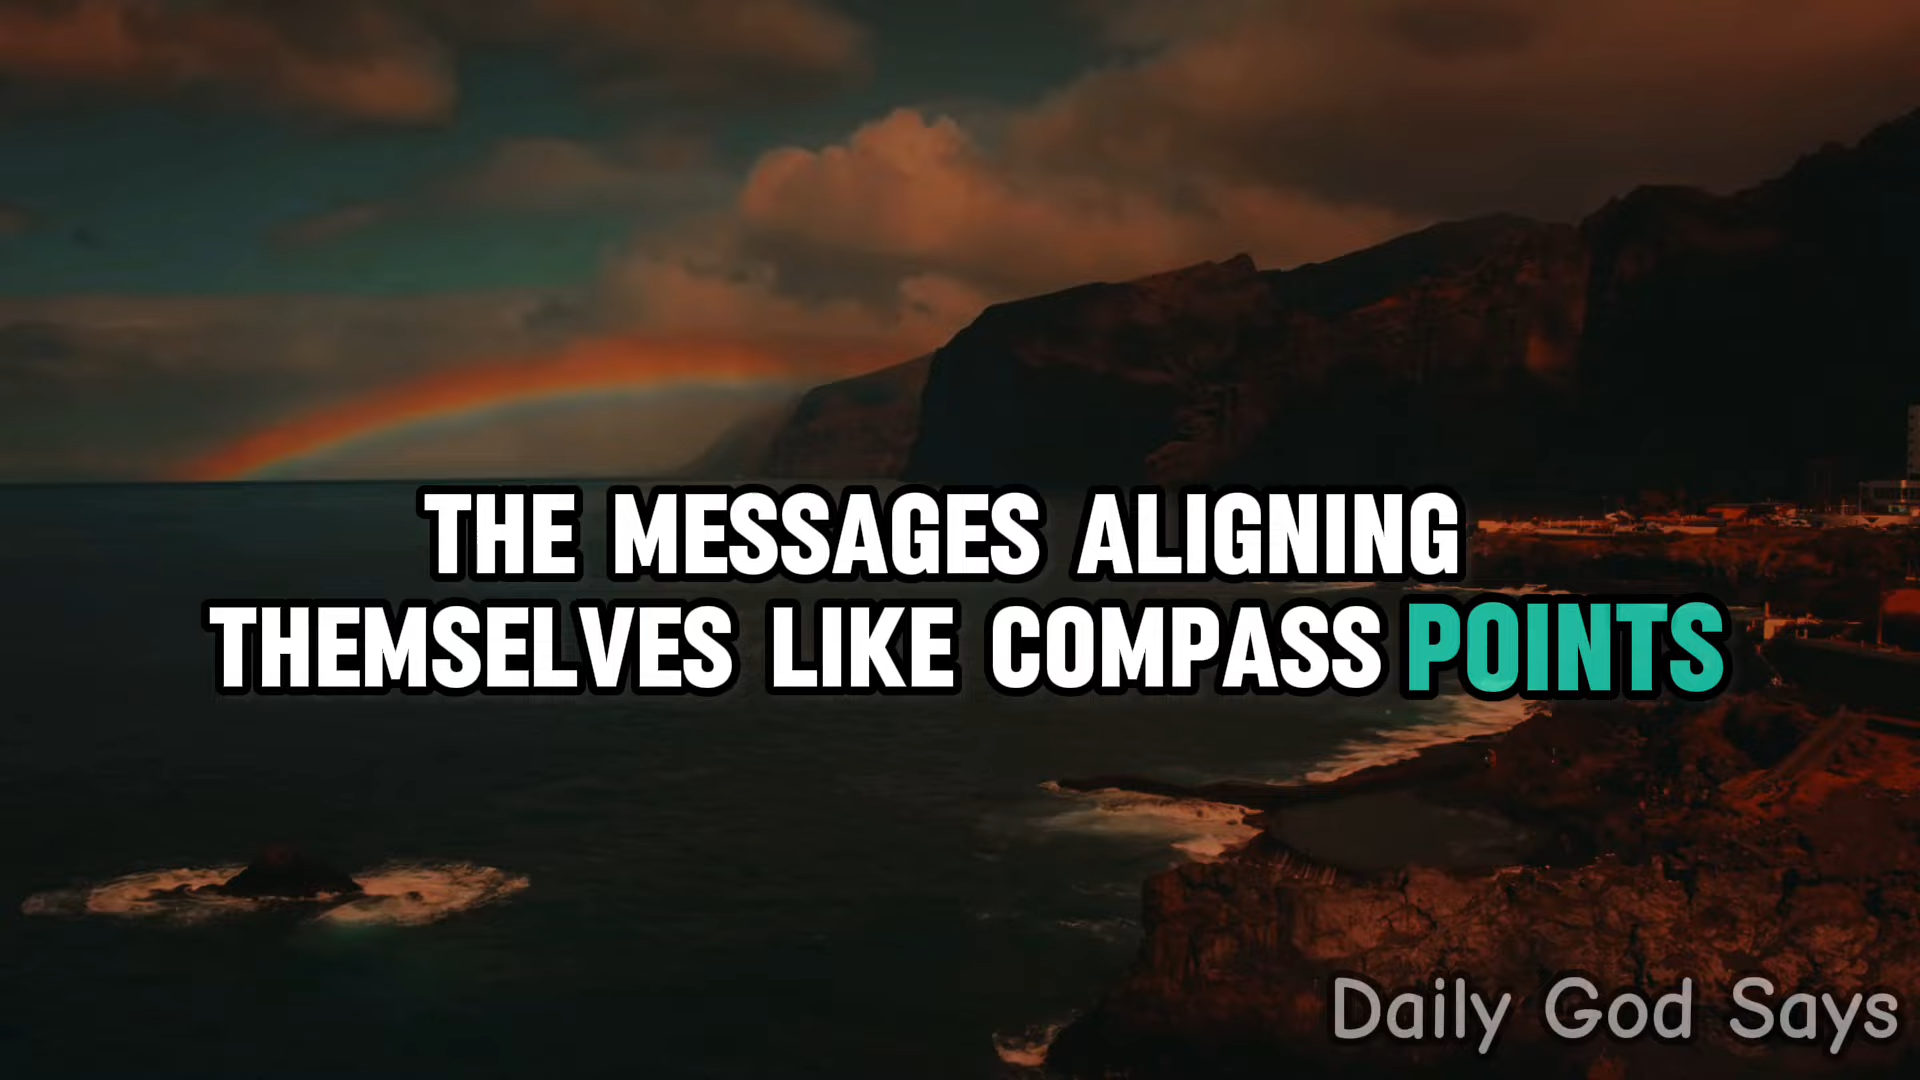 THE MESSAGES ALIGNING
THEMSELVES LIKE COMPASS POINTS
Daily God Says